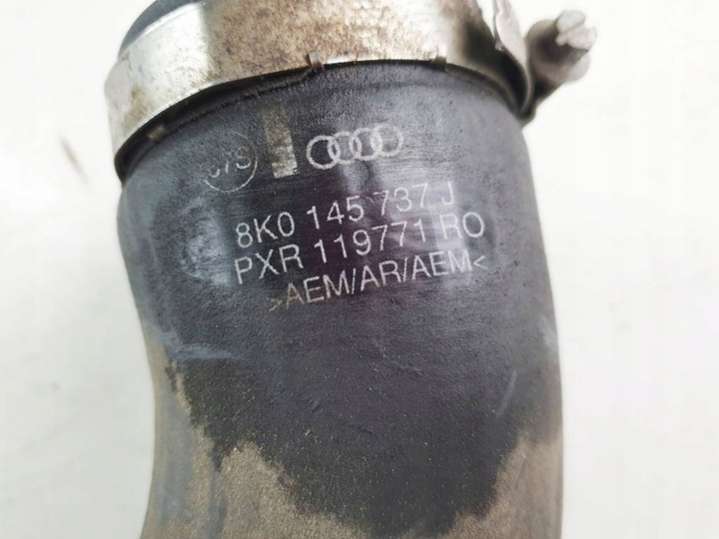 8K0 145 737 J
PXR 119771 RO
>AEM/AR/AEM<